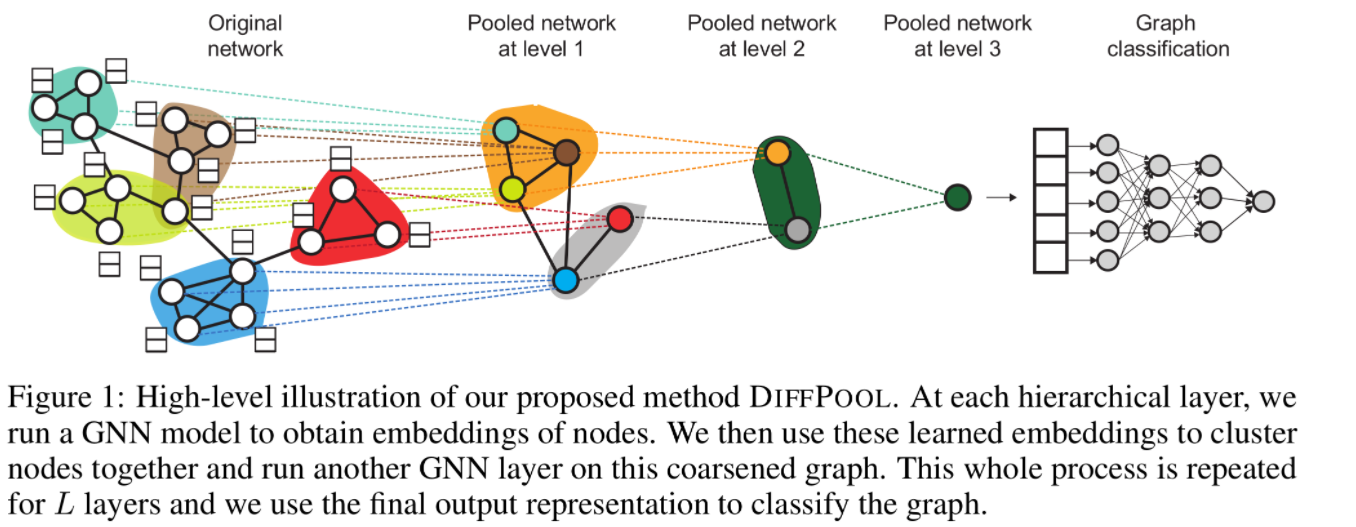 Original
network
Pooled network
at level 1
Pooled network
at level 2
Pooled network
at level 3
Graph
classification
Figure 1: High-level illustration of our proposed method DIFFPOOL. At each hierarchical layer, we
run a GNN model to obtain embeddings of nodes. We then use these learned embeddings to cluster
nodes together and run another GNN layer on this coarsened graph. This whole process is repeated
for L layers and we use the final output representation to classify the graph.